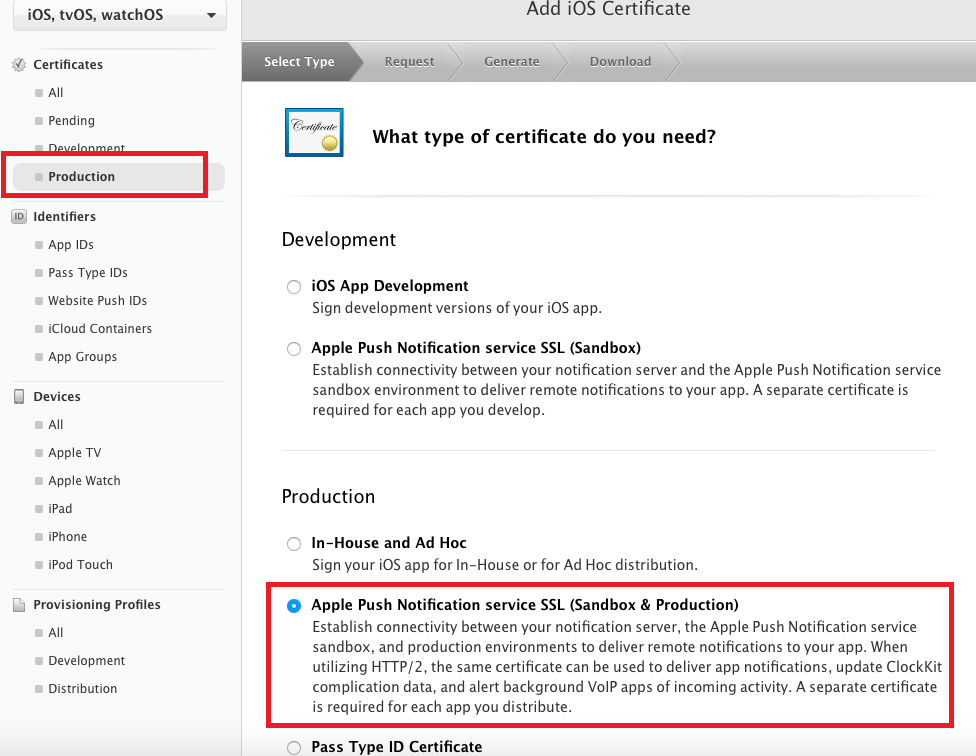 iOS, tvOS, watchOS
Certificates
All
Pending
Development
Production
Identifiers
App IDs
Pass Type IDs
Website Push IDs
iCloud Containers
App Groups
Devices
All
Apple TV
Apple Watch
iPad
iPhone
iPod Touch
Provisioning Profiles
All
Development
Distribution
Add iOS Certificate
Select Type
Request
Generate
Download
Certificate
What type of certificate do you need?
Development
iOS App Development
Sign development versions of your iOS app.
Apple Push Notification service SSL (Sandbox)
Establish connectivity between your notification server and the Apple Push Notification service
sandbox environment to deliver remote notifications to your app. A separate certificate is
required for each app you develop.
Production
In-House and Ad Hoc
Sign your iOS app for In-House or for Ad Hoc distribution.
Apple Push Notification service SSL (Sandbox & Production)
Establish connectivity between your notification server, the Apple Push Notification service
sandbox, and production environments to deliver remote notifications to your app. When
utilizing HTTP/2, the same certificate can be used to deliver app notifications, update ClockKit
complication data, and alert background VoIP apps of incoming activity. A separate certificate
is required for each app you distribute.
Pass Type ID Certificate
ID